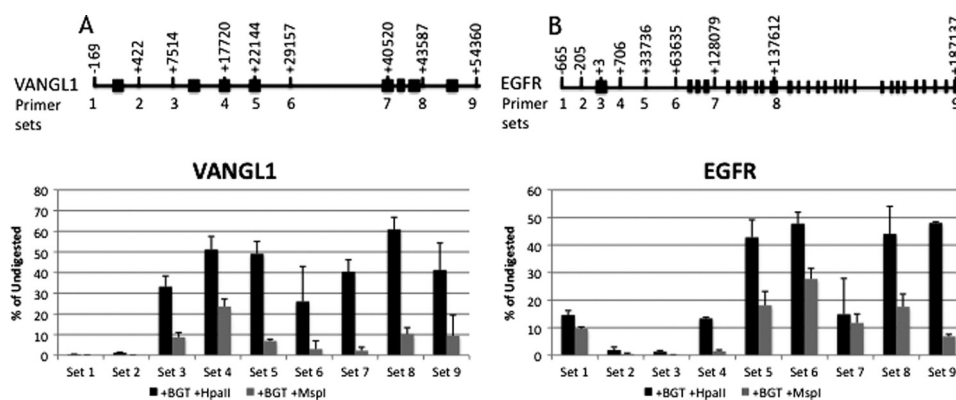 A
-169 +422 +7514 +17720 +22144 +29157 +40520 +43587 +54360
VANGL1
Primer sets 1 2 3 4 5 6 7 8 9
B
-665 -205 +3 +706 +33736 +63635 +128079 +137612 +187137
EGFR
Primer sets 1 2 3 4 5 6 7 8 9
VANGL1
% of Undigested
80
70
60
50
40
30
20
10
0
Set 1 Set 2 Set 3 Set 4 Set 5 Set 6 Set 7 Set 8 Set 9
+BGT +HpaII +BGT +MspI
EGFR
% of Undigested
60
50
40
30
20
10
0
Set 1 Set 2 Set 3 Set 4 Set 5 Set 6 Set 7 Set 8 Set 9
+BGT +HpaII +BGT +MspI